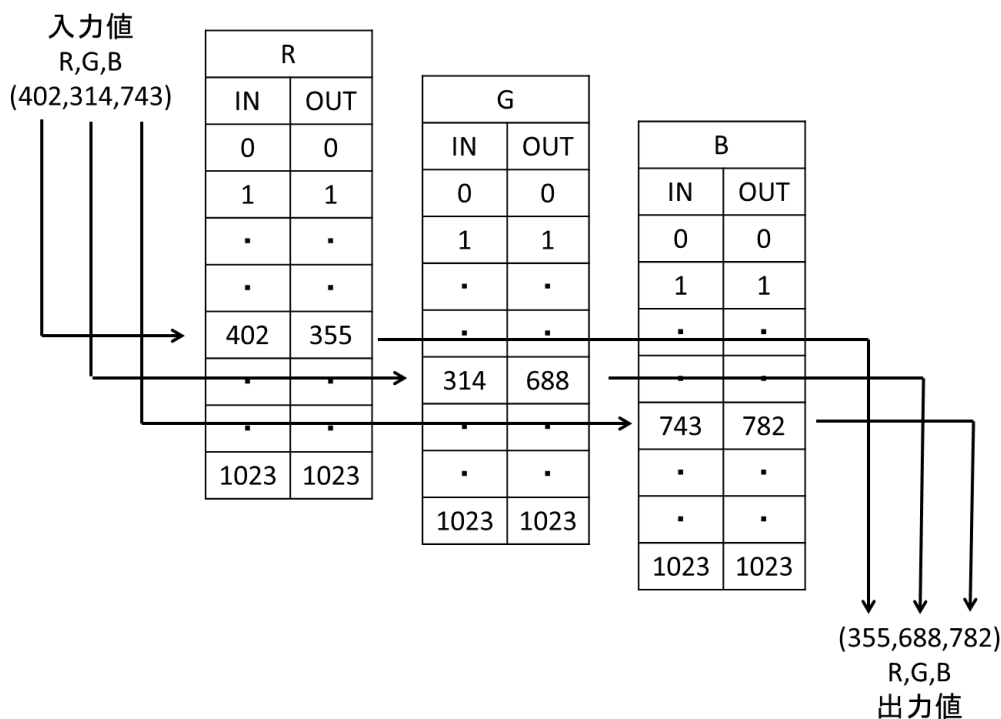 入力値
R,G,B
(402,314,743)
R
IN OUT
0 0
1 1
. .
. .
402 355
. .
. .
1023 1023
G
IN OUT
0 0
1 1
. .
. .
314 688
. .
. .
1023 1023
B
IN OUT
0 0
1 1
. .
. .
743 782
. .
. .
1023 1023
(355,688,782)
R,G,B
出力値